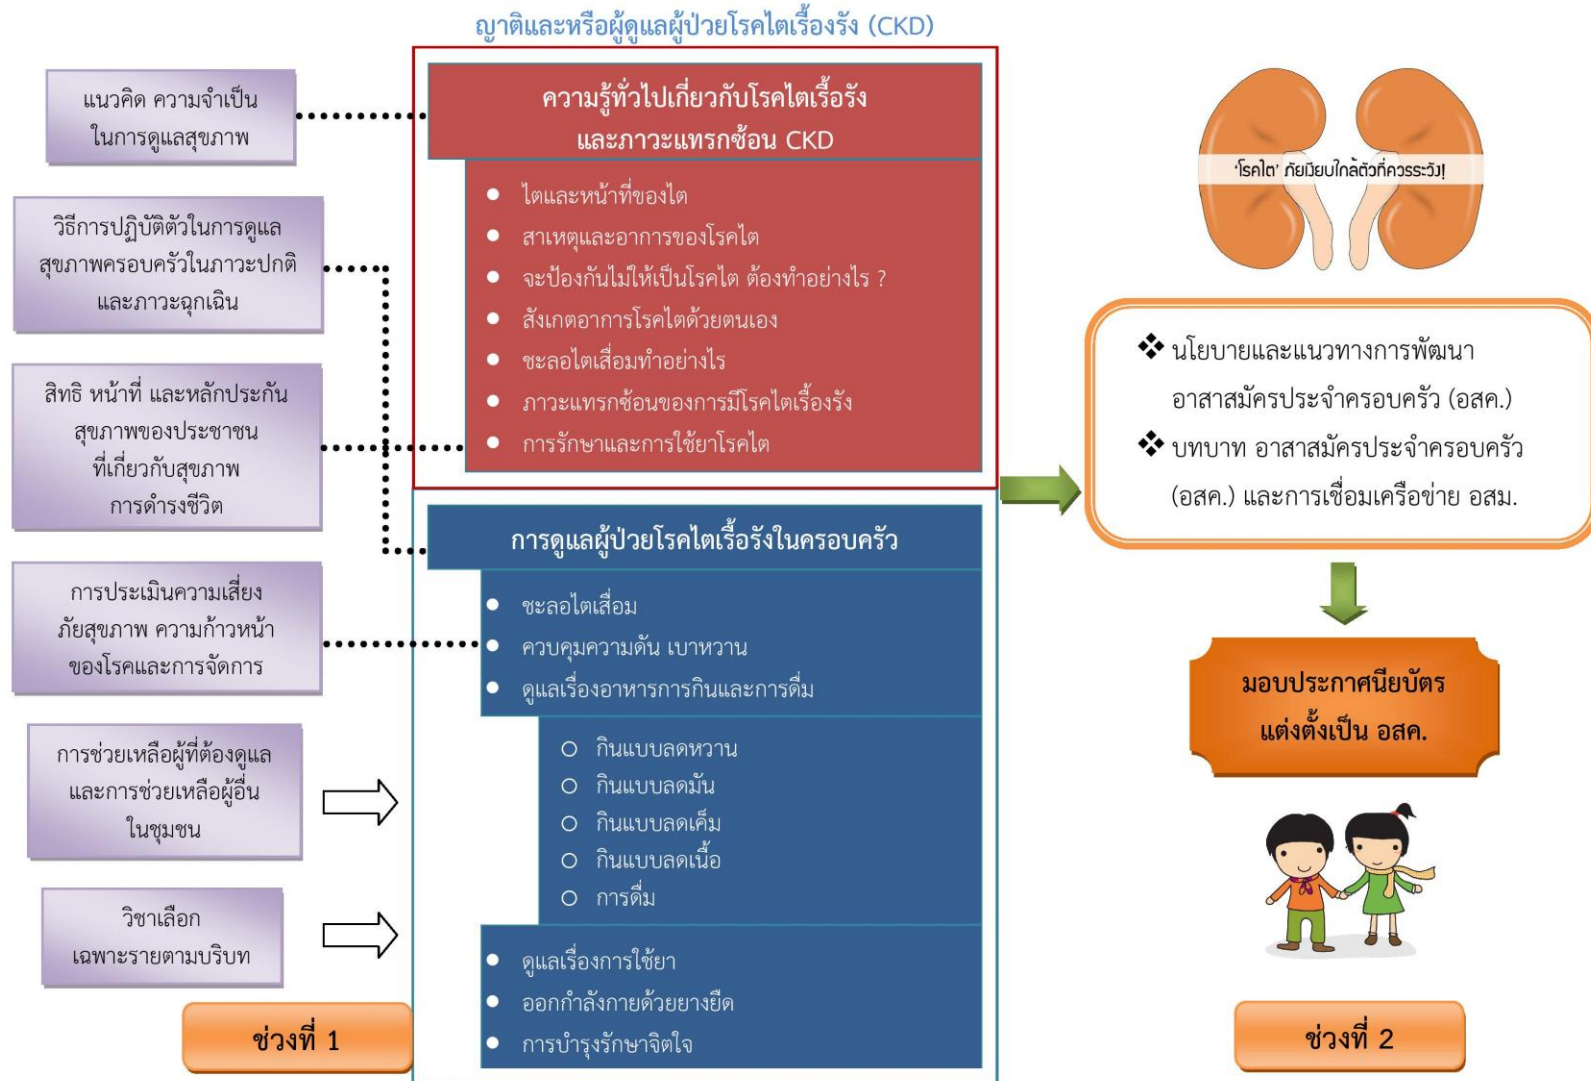 ญาติและหรือผู้ดูแลผู้ป่วยโรคไตเรื้องรัง (CKD)
แนวคิด ความจำเป็น
ในการดูแลสุขภาพ
วิธีการปฏิบัติตัวในการดูแล
สุขภาพครอบครัวในภาวะปกติ
และภาวะฉุกเฉิน
สิทธิ หน้าที่ และหลักประกัน
สุขภาพของประชาชน
ที่เกี่ยวกับสุขภาพ
การดำรงชีวิต
การประเมินความเสี่ยง
ภัยสุขภาพ ความก้าวหน้า
ของโรคและการจัดการ
การช่วยเหลือผู้ที่ต้องดูแล
และการช่วยเหลือผู้อื่น
ในชุมชน
วิชาเลือก
เฉพาะรายตามบริบท
ช่วงที่ 1
ความรู้ทั่วไปเกี่ยวกับโรคไตเรื้อรัง
และภาวะแทรกซ้อน CKD
● ไตและหน้าที่ของไต
● สาเหตุและอาการของโรคไต
● จะป้องกันไม่ให้เป็นโรคไต ต้องทำอย่างไร ?
● สังเกตอาการโรคไตด้วยตนเอง
● ชะลอไตเสื่อมทำอย่างไร
● ภาวะแทรกซ้อนของการมีโรคไตเรื้องรัง
● การรักษาและการใช้ยาโรคไต
การดูแลผู้ป่วยโรคไตเรื้อรังในครอบครัว
● ชะลอไตเสื่อม
● ควบคุมความดัน เบาหวาน
● ดูแลเรื่องอาหารการกินและการดื่ม
○ กินแบบลดหวาน
○ กินแบบลดมัน
○ กินแบบลดเค็ม
○ กินแบบลดเนื้อ
○ การดื่ม
● ดูแลเรื่องการใช้ยา
● ออกกำลังกายด้วยยางยืด
● การบำรุงรักษาจิตใจ
'โรคไต' ภัยเงียบใกล้ตัวที่ควรระวัง!
❖ นโยบายและแนวทางการพัฒนา
อาสาสมัครประจำครอบครัว (อสค.)
❖ บทบาท อาสาสมัครประจำครอบครัว
(อสค.) และการเชื่อมเครือข่าย อสม.
มอบประกาศนียบัตร
แต่งตั้งเป็น อสค.
ช่วงที่ 2